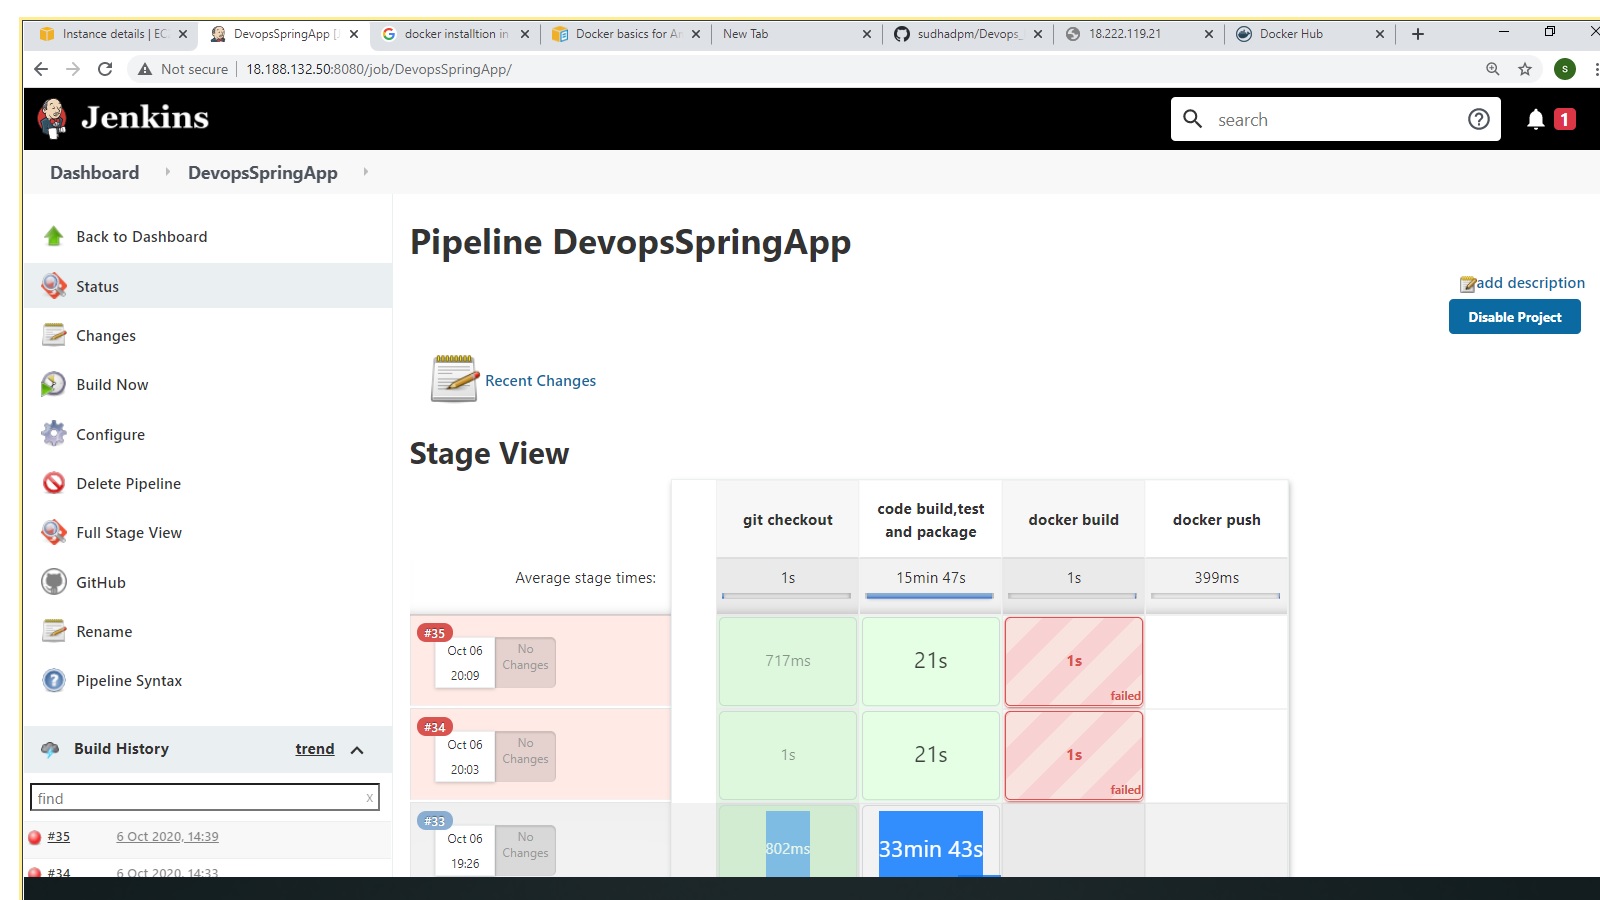 Instance details | EC
DevopsSpringApp [J
docker installtion in
Docker basics for Am
New Tab
sudhadpm/Devops_
18.222.119.21
Docker Hub
Not secure
18.188.132.50:8080/job/DevopsSpringApp/
S
Jenkins
search
1
Dashboard
DevopsSpringApp
Back to Dashboard
Status
Changes
Build Now
Configure
Delete Pipeline
Full Stage View
GitHub
Rename
Pipeline Syntax
Build History
trend
find
x
#35
6 Oct 2020, 14:39
#34
6 Oct 2020, 14:33
Pipeline DevopsSpringApp
add description
Disable Project
Recent Changes
Stage View
git checkout
code build,test
and package
docker build
docker push
Average stage times:
1s
15min 47s
1s
399ms
#35
Oct 06
20:09
No
Changes
717ms
21s
1s
failed
#34
Oct 06
20:03
No
Changes
1s
21s
1s
failed
#33
Oct 06
19:26
No
Changes
802ms
33min 43s